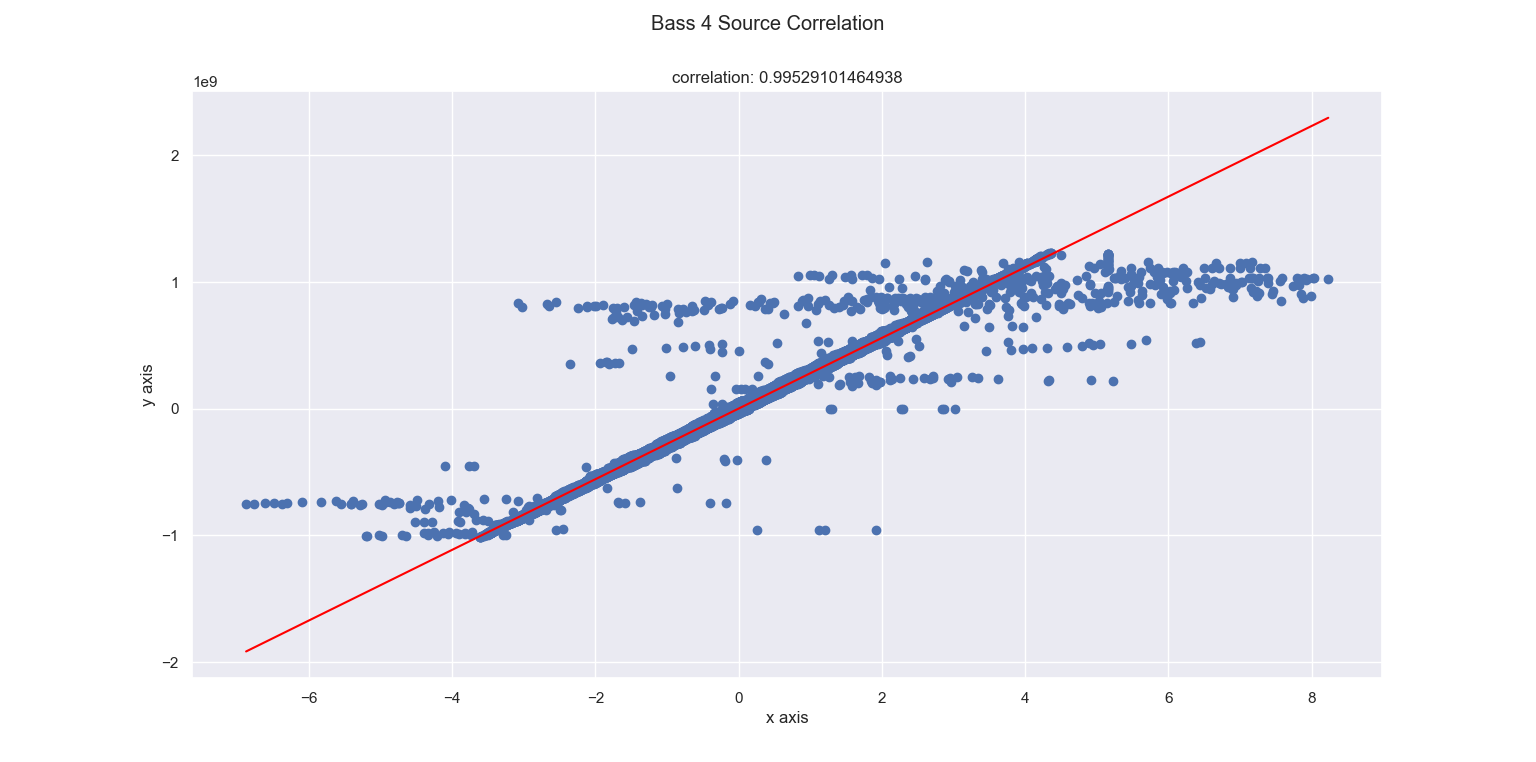 Bass 4 Source Correlation
correlation: 0.99529101464938
1e9
2
1
0
−1
−2
y axis
−6 −4 −2 0 2 4 6 8
x axis